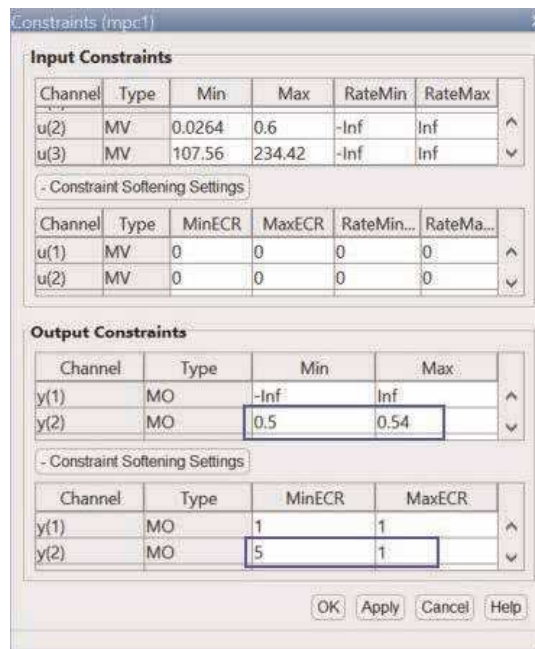 Constraints (mpc1)
Input Constraints
Channel Type Min Max RateMin RateMax
u(2) MV 0.0264 0.6 -Inf Inf
u(3) MV 107.56 234.42 -Inf Inf
- Constraint Softening Settings
Channel Type MinECR MaxECR RateMin... RateMa...
u(1) MV 0 0 0 0
u(2) MV 0 0 0 0
Output Constraints
Channel Type Min Max
y(1) MO -Inf Inf
y(2) MO 0.5 0.54
- Constraint Softening Settings
Channel Type MinECR MaxECR
y(1) MO 1 1
y(2) MO 5 1
OK Apply Cancel Help